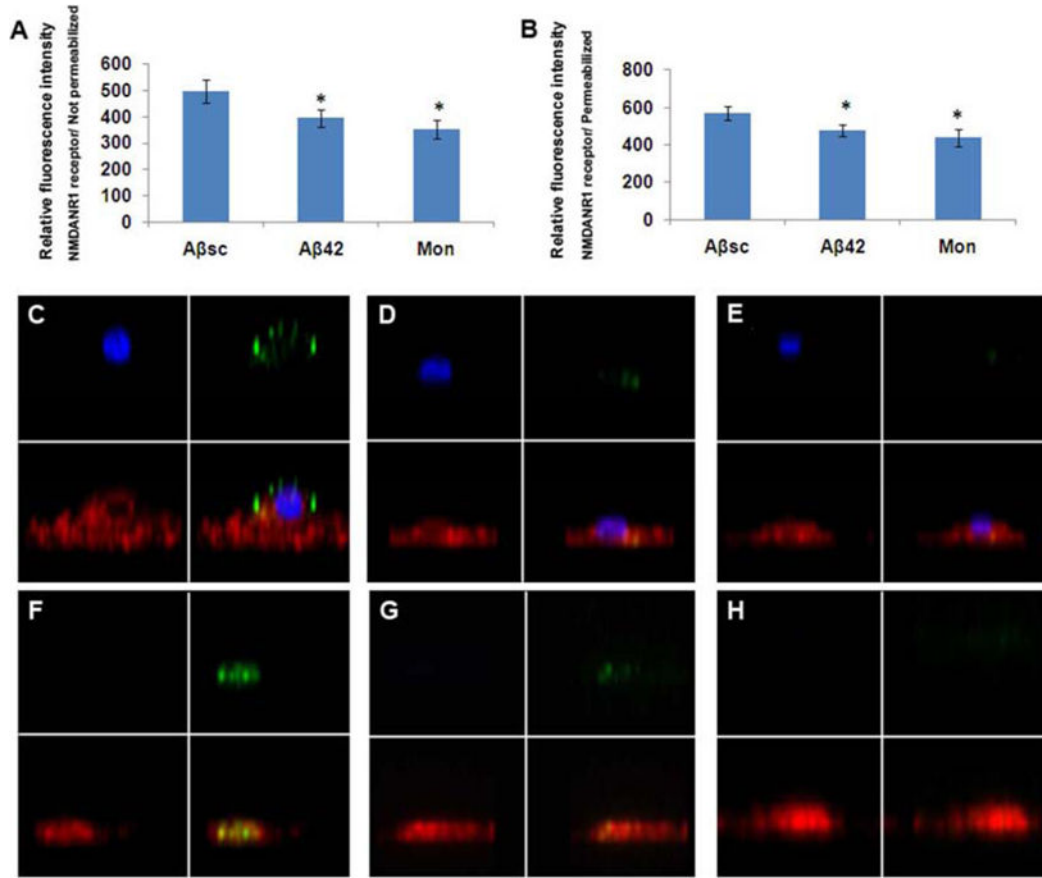 A
Relative fluorescence intensity
NMDANR1 receptor/ Not permeabilized
600
500
400
300
200
100
0
*
*
Aβsc
Aβ42
Mon
B
Relative fluorescence intensity
NMDANR1 receptor/ Permeabilized
800
600
400
200
0
*
*
Aβsc
Aβ42
Mon
C
D
E
F
G
H